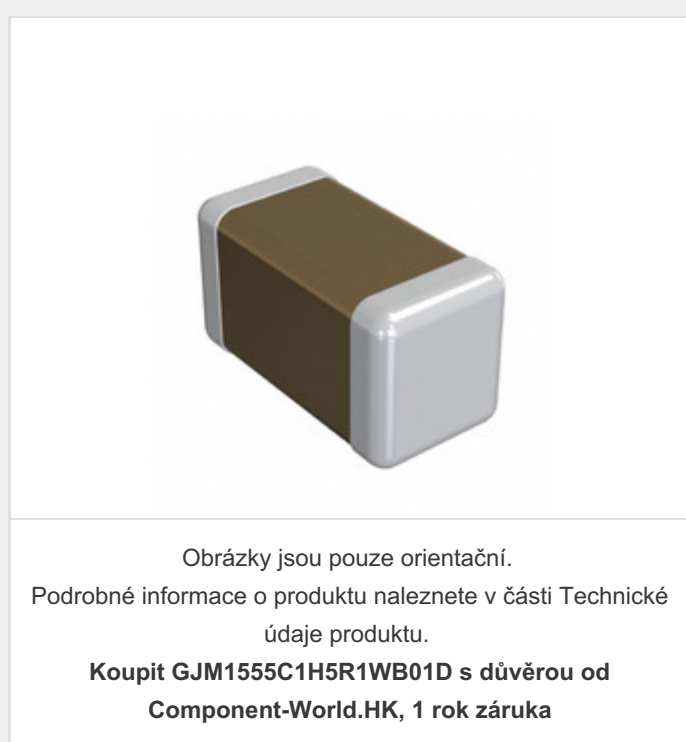 Obrázky jsou pouze orientační.
Podrobné informace o produktu naleznete v části Technické
údaje produktu.
Koupit GJM1555C1H5R1WB01D s důvěrou od
Component-World.HK, 1 rok záruka